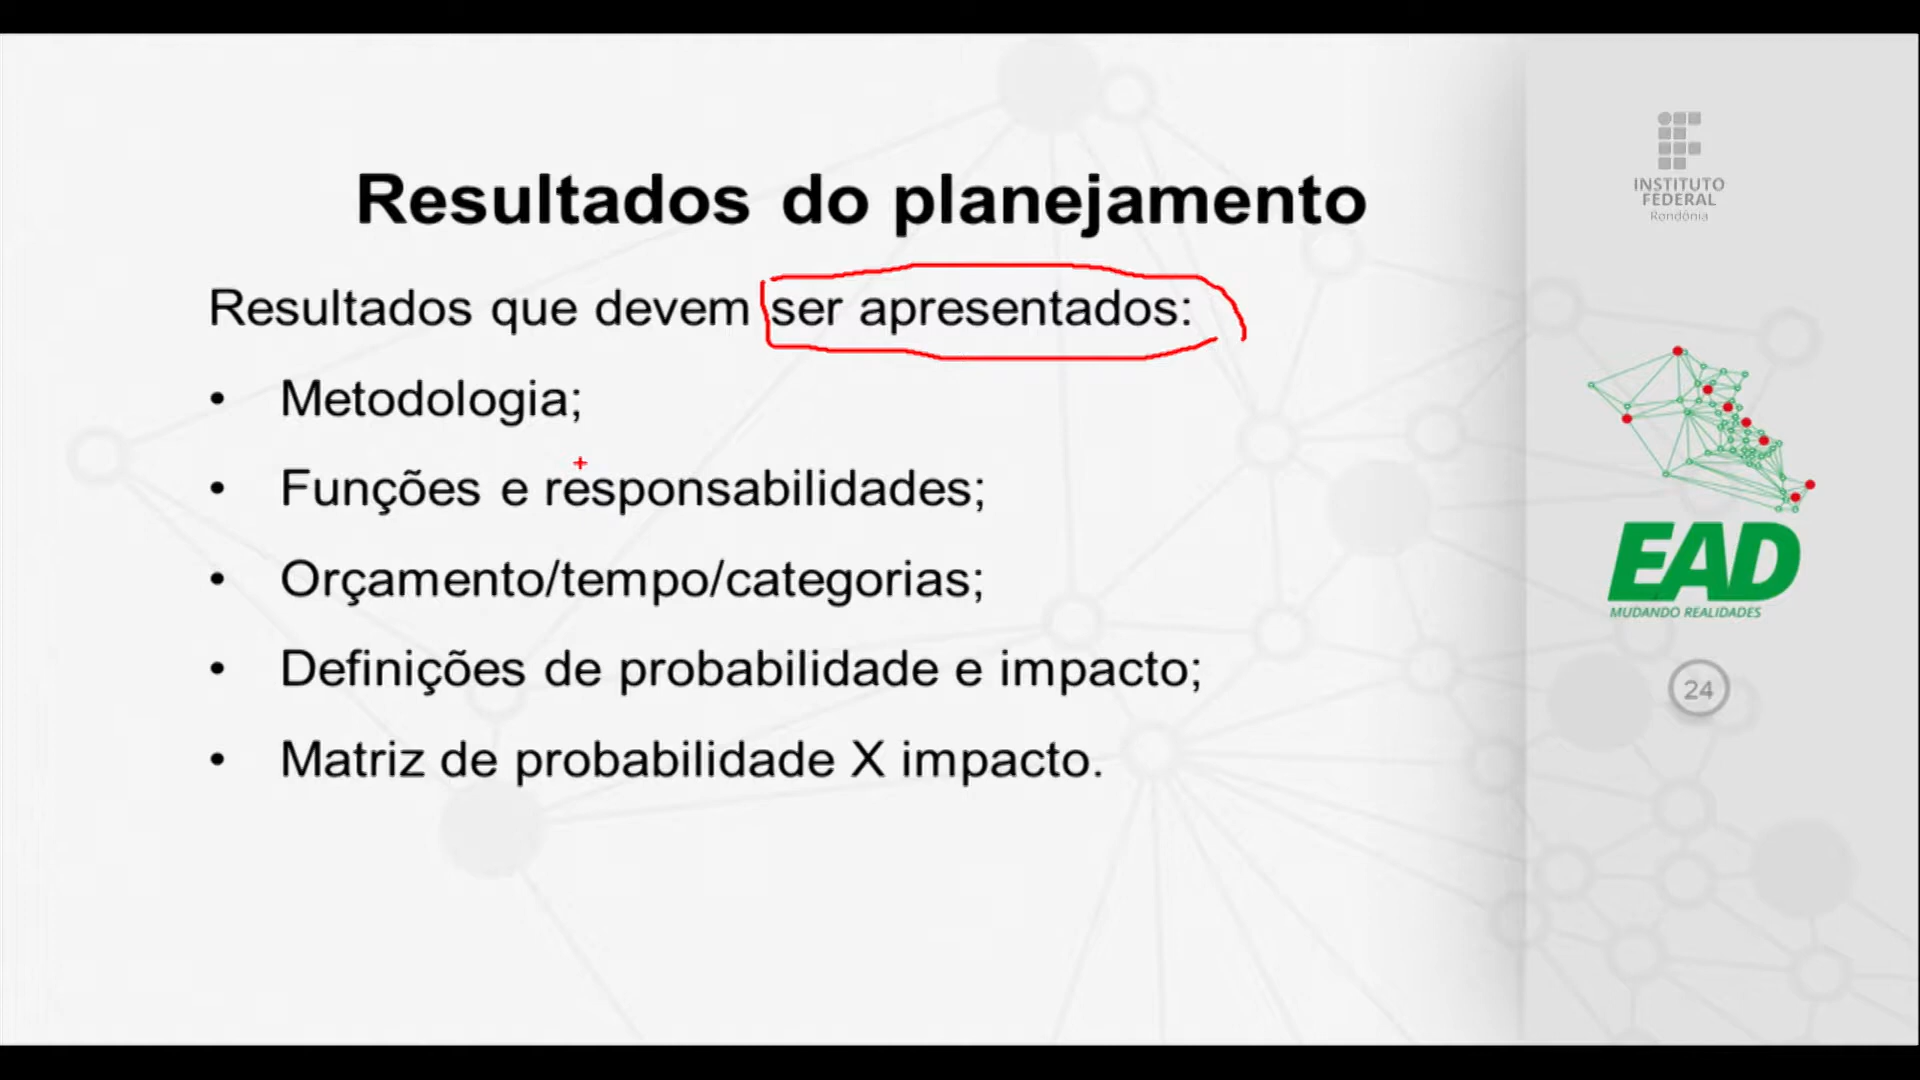 Resultados do planejamento
Resultados que devem ser apresentados:
• Metodologia;
• Funções e responsabilidades;
• Orçamento/tempo/categorias;
• Definições de probabilidade e impacto;
• Matriz de probabilidade X impacto.
INSTITUTO
FEDERAL
Rondônia
EAD
MUDANDO REALIDADES
24